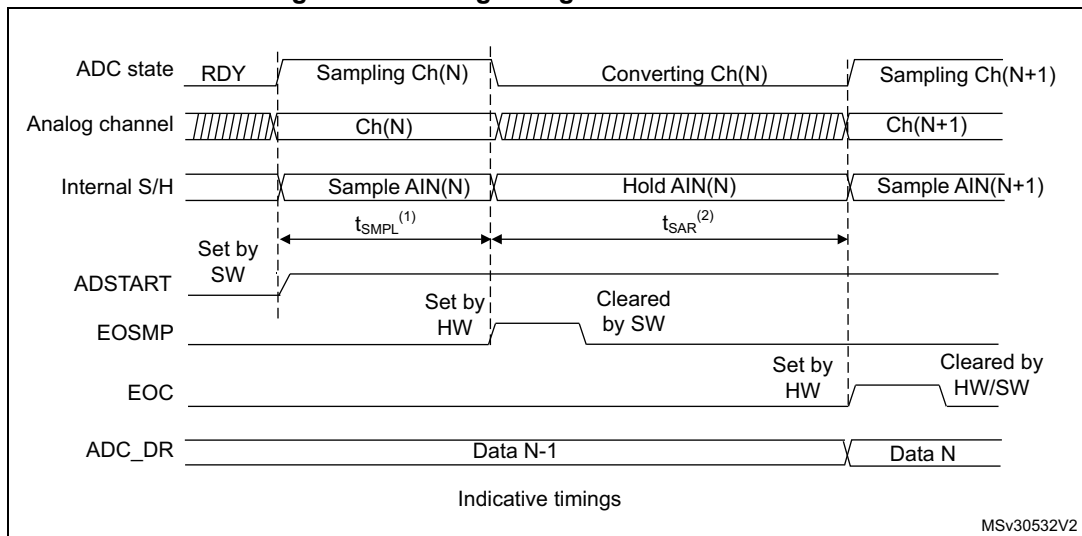 ADC state RDY Sampling Ch(N) Converting Ch(N) Sampling Ch(N+1)
Analog channel Ch(N) Ch(N+1)
Internal S/H Sample AIN(N) Hold AIN(N) Sample AIN(N+1)
tSMPL(1) tSAR(2)
Set by
SW
ADSTART
Set by
HW
Cleared
by SW
EOSMP
Set by
HW
Cleared by
HW/SW
EOC
ADC_DR Data N-1 Data N
Indicative timings
MSv30532V2